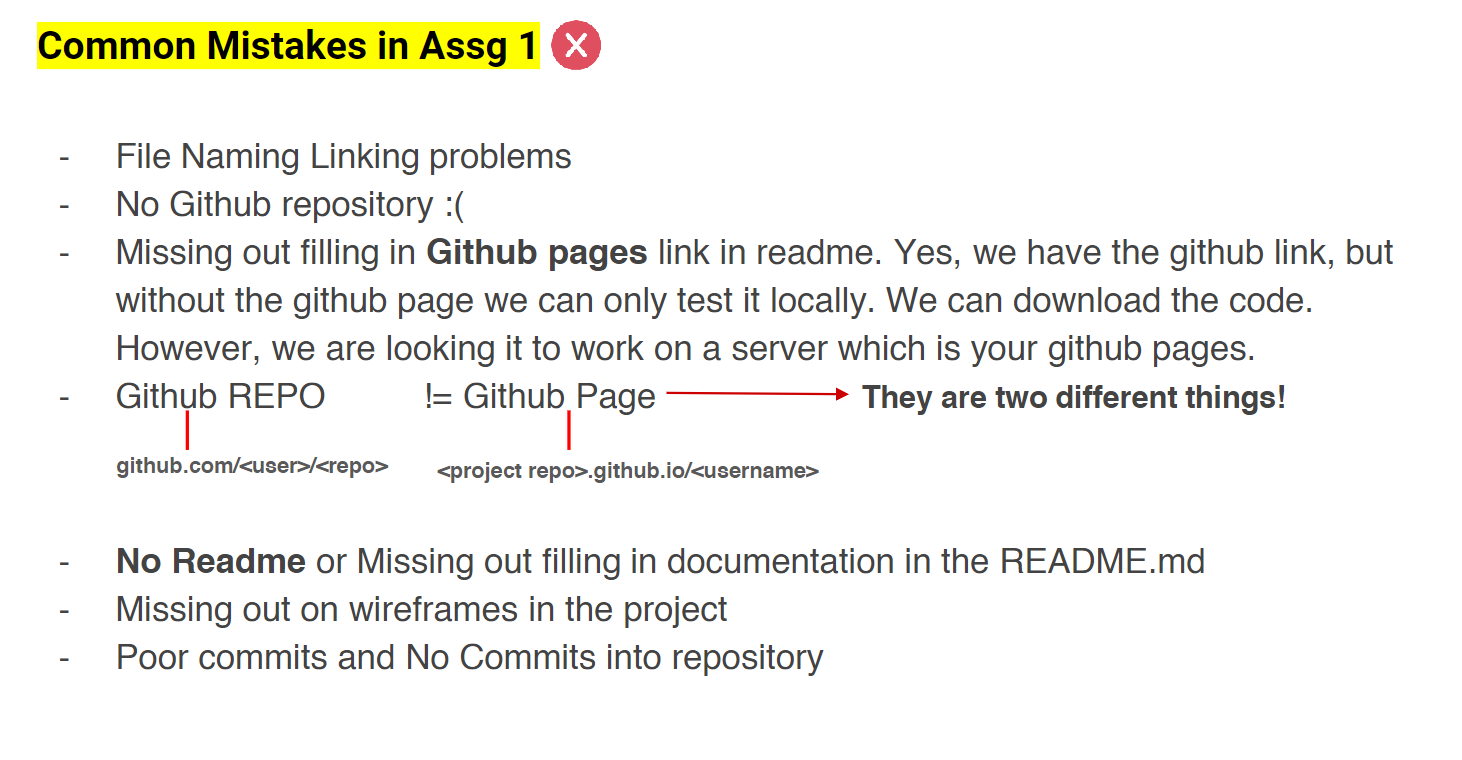 Common Mistakes in Assg 1
- File Naming Linking problems
- No Github repository :(
- Missing out filling in Github pages link in readme. Yes, we have the github link, but
without the github page we can only test it locally. We can download the code.
However, we are looking it to work on a server which is your github pages.
- Github REPO != Github Page They are two different things!
github.com/<user>/<repo> <project repo>.github.io/<username>
- No Readme or Missing out filling in documentation in the README.md
- Missing out on wireframes in the project
- Poor commits and No Commits into repository